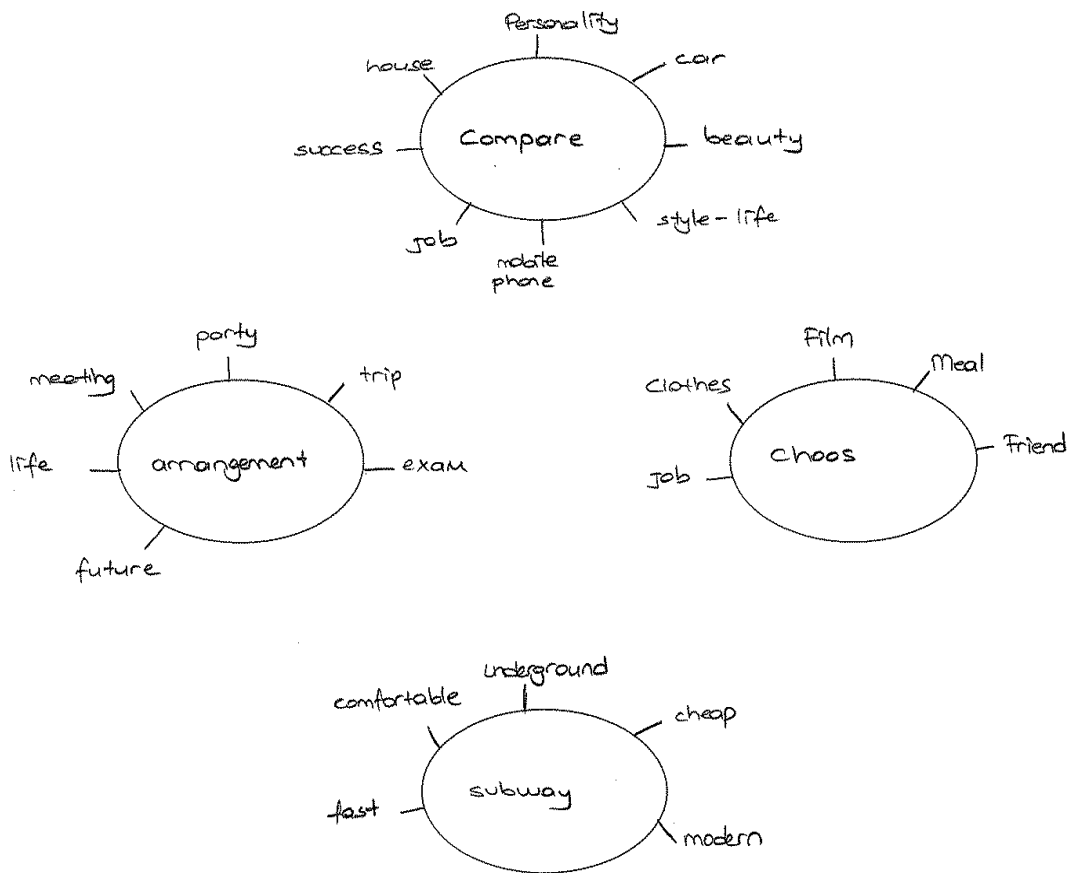 Personality
house
car
success
Compare
beauty
style-life
Job
mobile
phone
party
meeting
trip
life
arrangement
exam
future
Film
Clothes
Meal
Choos
Friend
Job
underground
comfortable
cheap
fast
subway
modern